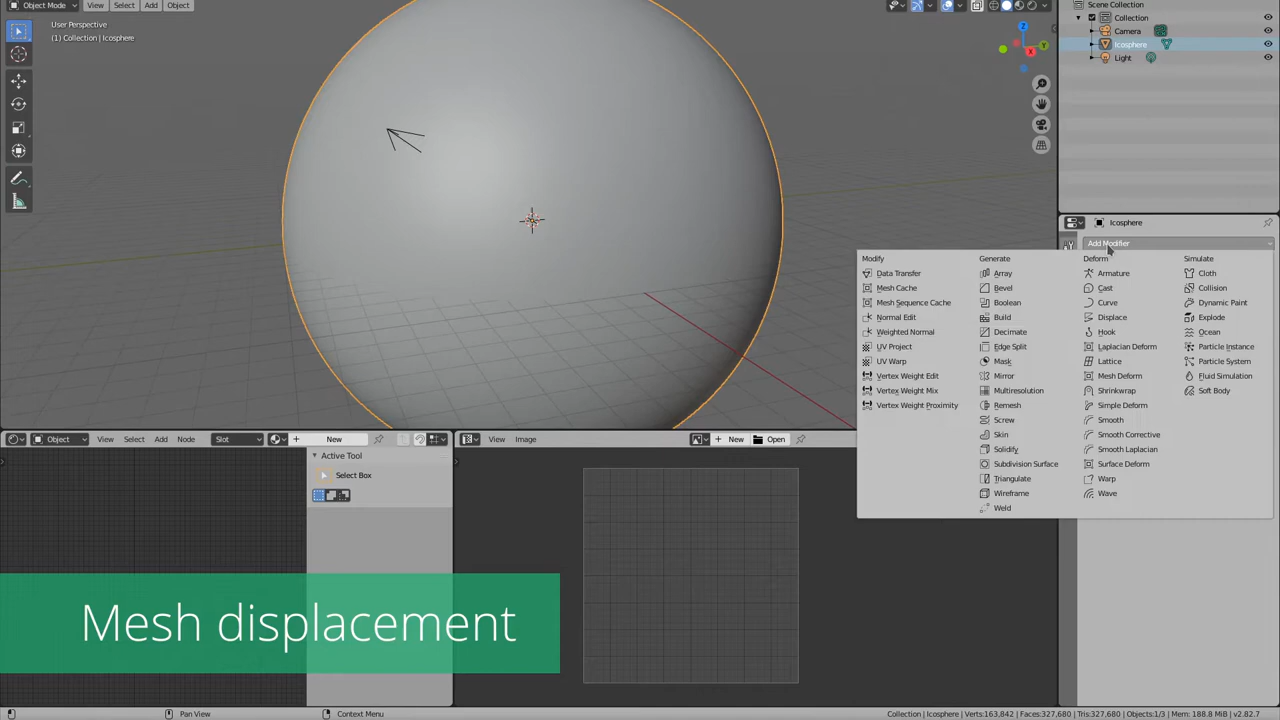 Object Mode View Select Add Object
User Perspective
(1) Collection | Icosphere
Z
Y
X
Scene Collection
Collection
Camera
Icosphere
Light
Icosphere
Add Modifier
Modify
Data Transfer
Mesh Cache
Mesh Sequence Cache
Normal Edit
Weighted Normal
UV Project
UV Warp
Vertex Weight Edit
Vertex Weight Mix
Vertex Weight Proximity
Generate
Array
Bevel
Boolean
Build
Decimate
Edge Split
Mask
Mirror
Multiresolution
Remesh
Screw
Skin
Solidify
Subdivision Surface
Triangulate
Wireframe
Weld
Deform
Armature
Cast
Curve
Displace
Hook
Laplacian Deform
Lattice
Mesh Deform
Shrinkwrap
Simple Deform
Smooth
Smooth Corrective
Smooth Laplacian
Surface Deform
Warp
Wave
Simulate
Cloth
Collision
Dynamic Paint
Explode
Ocean
Particle Instance
Particle System
Fluid Simulation
Soft Body
Object View Select Add Node Slot New
Active Tool
Select Box
View Image New Open
Mesh displacement
Pan View Context Menu
Collection | Icosphere | Verts:163,842 | Faces:327,680 | Tris:327,680 | Objects:1/3 | Mem: 188.8 MiB | v2.82.7